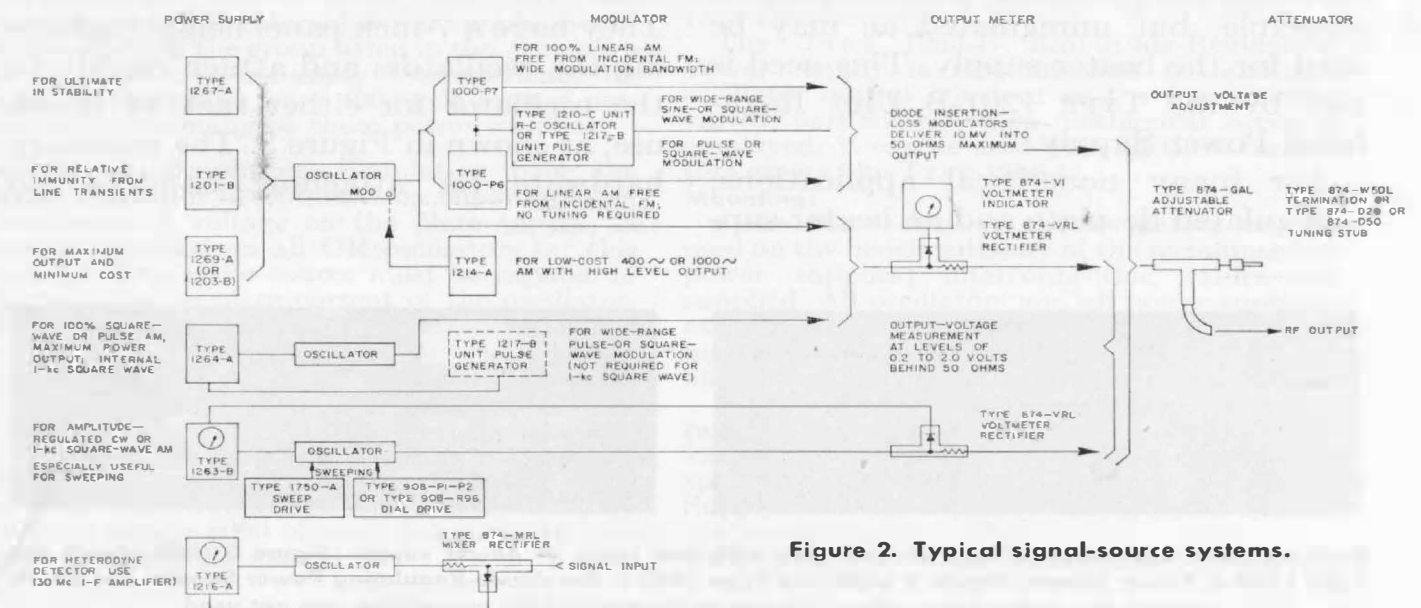 POWER SUPPLY
MODULATOR
OUTPUT METER
ATTENUATOR
FOR ULTIMATE
IN STABILITY
TYPE
1267-A
TYPE
1000-P7
FOR 100% LINEAR AM
FREE FROM INCIDENTAL FM;
WIDE MODULATION BANDWIDTH
TYPE 1210-C UNIT
R-C OSCILLATOR
OR TYPE 1217-B
UNIT PULSE
GENERATOR
FOR WIDE-RANGE
SINE-OR SQUARE-
WAVE MODULATION
FOR PULSE OR
SQUARE-WAVE
MODULATION
DIODE INSERTION-
LOSS MODULATORS
DELIVER 10 MV INTO
50 OHMS MAXIMUM
OUTPUT
OUTPUT VOLTAGE
ADJUSTMENT
FOR RELATIVE
IMMUNITY FROM
LINE TRANSIENTS
TYPE
1201-B
OSCILLATOR
MOD
TYPE
1000-P6
FOR LINEAR AM FREE
FROM INCIDENTAL FM;
NO TUNING REQUIRED
TYPE 874-VI
VOLTMETER
INDICATOR
TYPE 874-VRL
VOLTMETER
RECTIFIER
TYPE 874-GAL
ADJUSTABLE
ATTENUATOR
TYPE 874-W50L
TERMINATION OR
TYPE 874-D20 OR
874-D50
TUNING STUB
FOR MAXIMUM
OUTPUT AND
MINIMUM COST
TYPE
1269-A
(OR
1203-B)
TYPE
1214-A
FOR LOW-COST 400 ~ OR 1000 ~
AM WITH HIGH LEVEL OUTPUT
FOR 100% SQUARE-
WAVE OR PULSE AM,
MAXIMUM POWER
OUTPUT; INTERNAL
1-kc SQUARE WAVE
TYPE
1264-A
OSCILLATOR
TYPE 1217-B
UNIT PULSE
GENERATOR
FOR WIDE-RANGE
PULSE-OR SQUARE-
WAVE MODULATION
(NOT REQUIRED FOR
1-kc SQUARE WAVE)
OUTPUT-VOLTAGE
MEASUREMENT
AT LEVELS OF
0.2 TO 2.0 VOLTS
BEHIND 50 OHMS
RF OUTPUT
FOR AMPLITUDE-
REGULATED CW OR
1-kc SQUARE-WAVE AM
ESPECIALLY USEFUL
FOR SWEEPING
TYPE
1263-B
OSCILLATOR
SWEEPING
TYPE 1750-A
SWEEP
DRIVE
TYPE 908-P1-P2
OR TYPE 908-R96
DIAL DRIVE
TYPE 874-VRL
VOLTMETER
RECTIFIER
FOR HETERODYNE
DETECTOR USE
(30 Mc I-F AMPLIFIER)
TYPE
1216-A
OSCILLATOR
TYPE 874-MRL
MIXER RECTIFIER
SIGNAL INPUT
Figure 2. Typical signal-source systems.